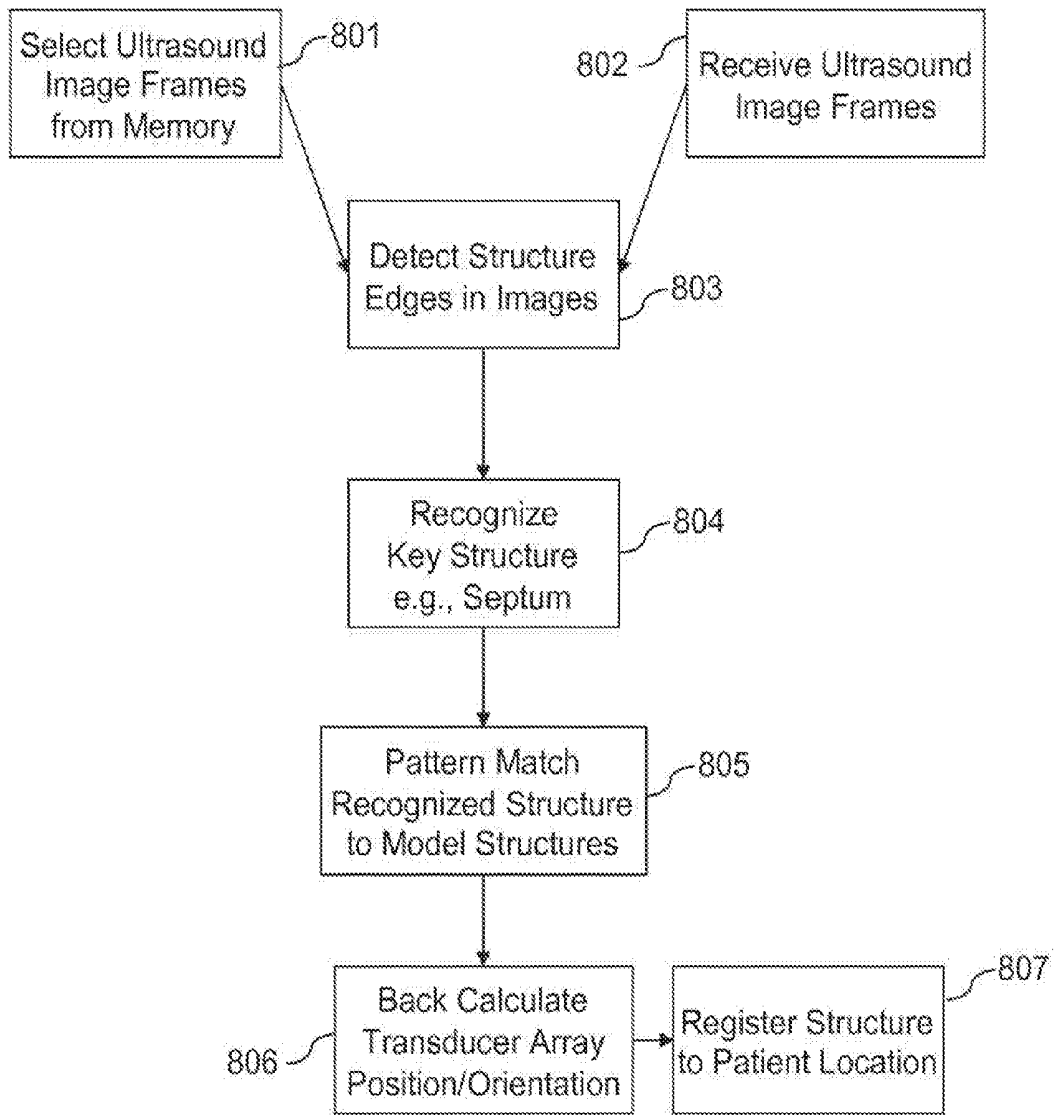 Select Ultrasound
Image Frames
from Memory
801
802
Receive Ultrasound
Image Frames
Detect Structure
Edges in Images
803
Recognize
Key Structure
e.g., Septum
804
Pattern Match
Recognized Structure
to Model Structures
805
Back Calculate
Transducer Array
Position/Orientation
806
Register Structure
to Patient Location
807